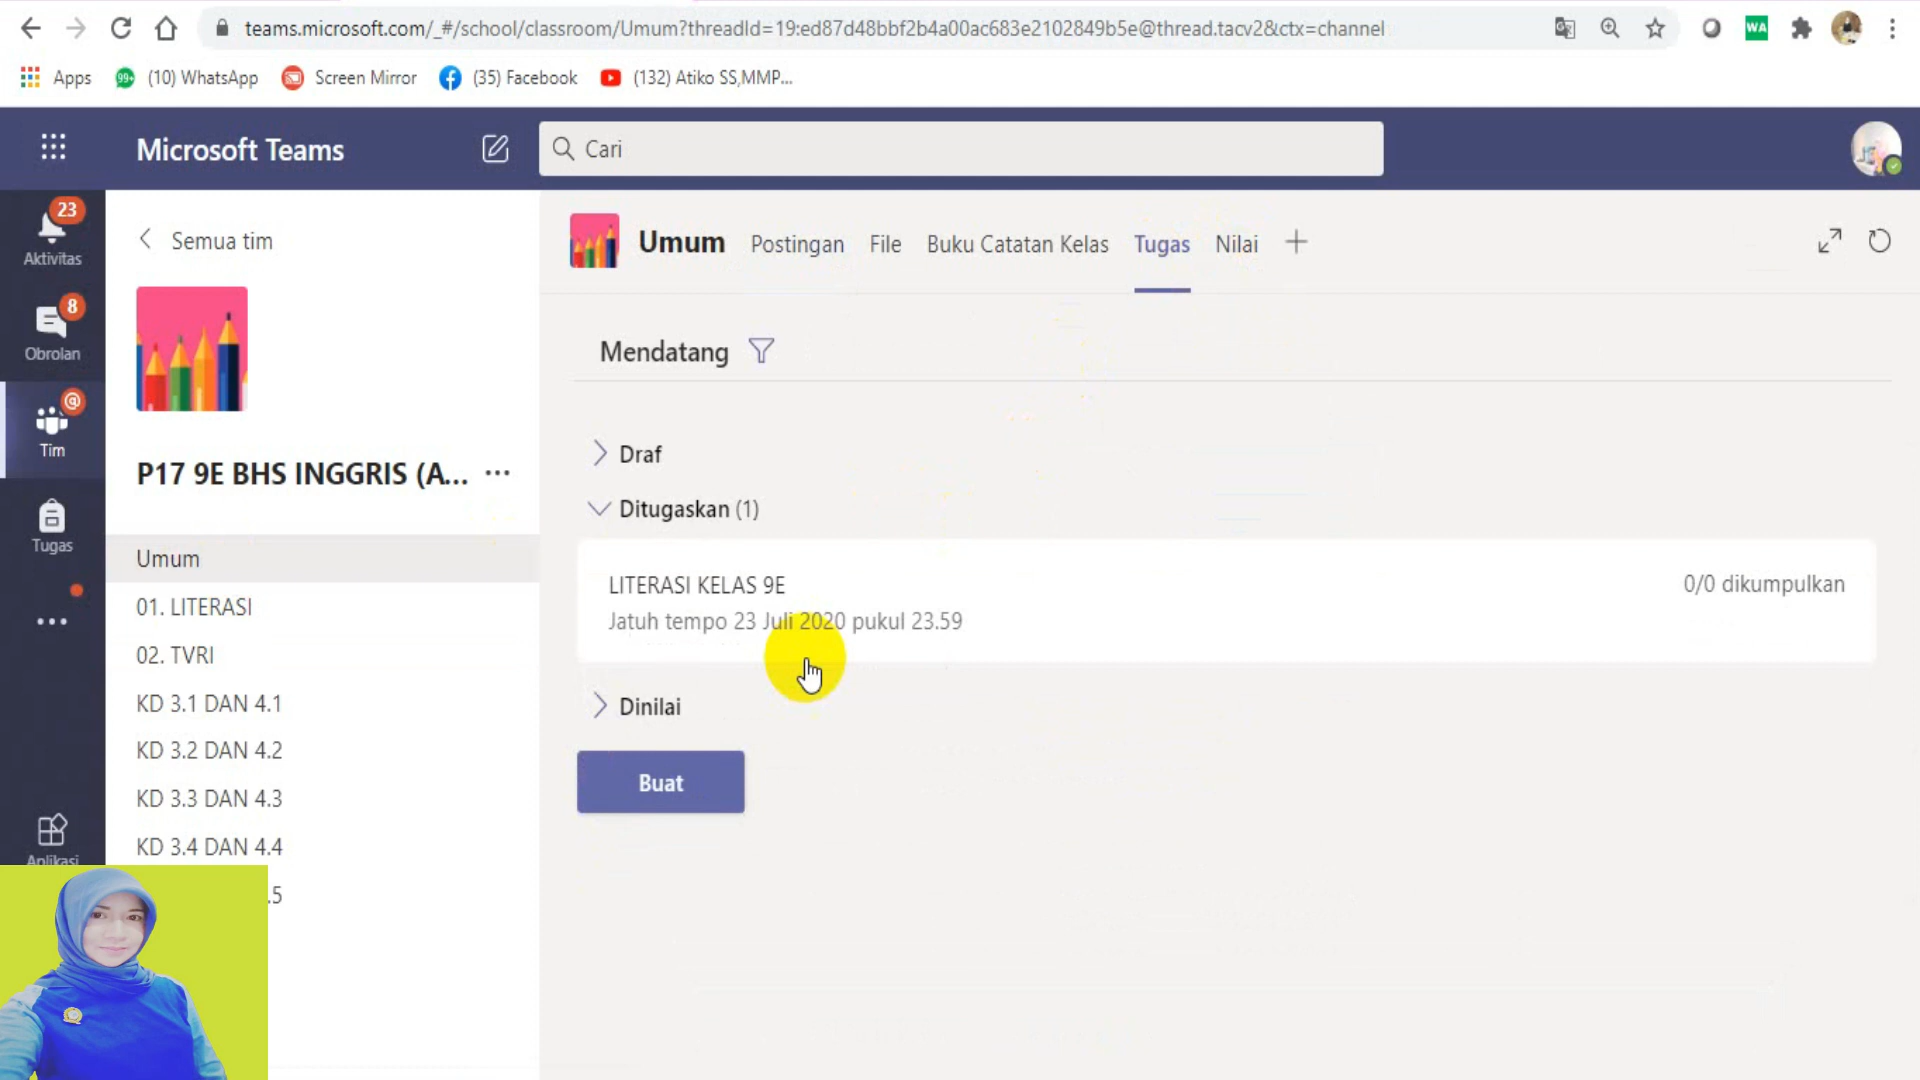 teams.microsoft.com/_#/school/classroom/Umum?threadId=19:ed87d48bbf2b4a00ac683e2102849b5e@thread.tacv2&ctx=channel
WA
Apps
99+
(10) WhatsApp
Screen Mirror
(35) Facebook
(132) Atiko SS,MMP...
Microsoft Teams
Cari
23
Aktivitas
8
Obrolan
@
Tim
Tugas
Aplikasi
Semua tim
P17 9E BHS INGGRIS (A... ...
Umum
01. LITERASI
02. TVRI
KD 3.1 DAN 4.1
KD 3.2 DAN 4.2
KD 3.3 DAN 4.3
KD 3.4 DAN 4.4
.5
Umum
Postingan
File
Buku Catatan Kelas
Tugas
Nilai
Mendatang
Draf
Ditugaskan (1)
LITERASI KELAS 9E
0/0 dikumpulkan
Jatuh tempo 23 Juli 2020 pukul 23.59
Dinilai
Buat